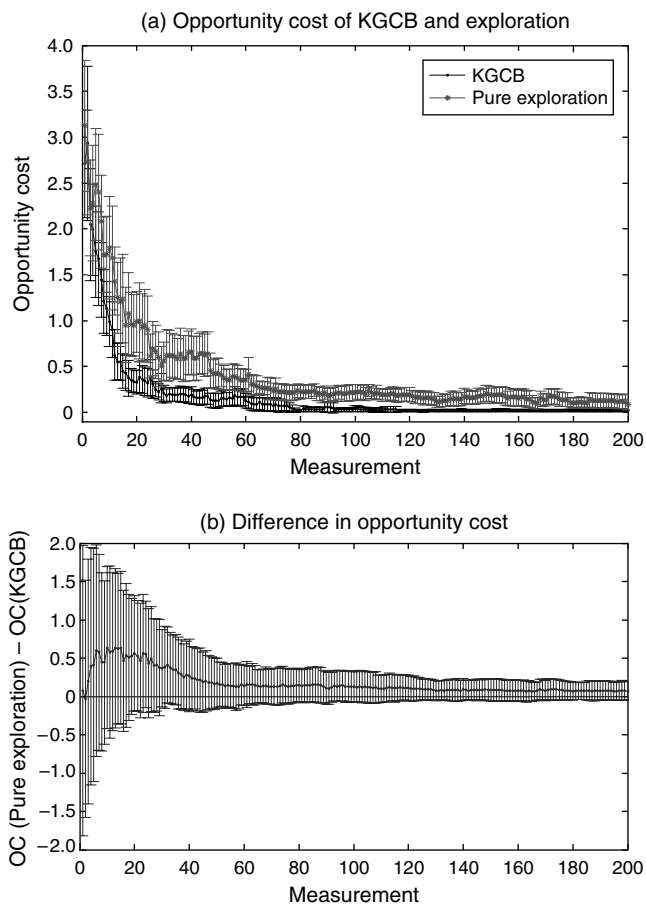 (a) Opportunity cost of KGCB and exploration
4.0
3.5
3.0
2.5
2.0
1.5
1.0
0.5
0
Opportunity cost
KGCB
Pure exploration
0 20 40 60 80 100 120 140 160 180 200
Measurement
(b) Difference in opportunity cost
2.0
1.5
1.0
0.5
0
−0.5
−1.0
−1.5
−2.0
OC (Pure exploration) − OC(KGCB)
0 20 40 60 80 100 120 140 160 180 200
Measurement